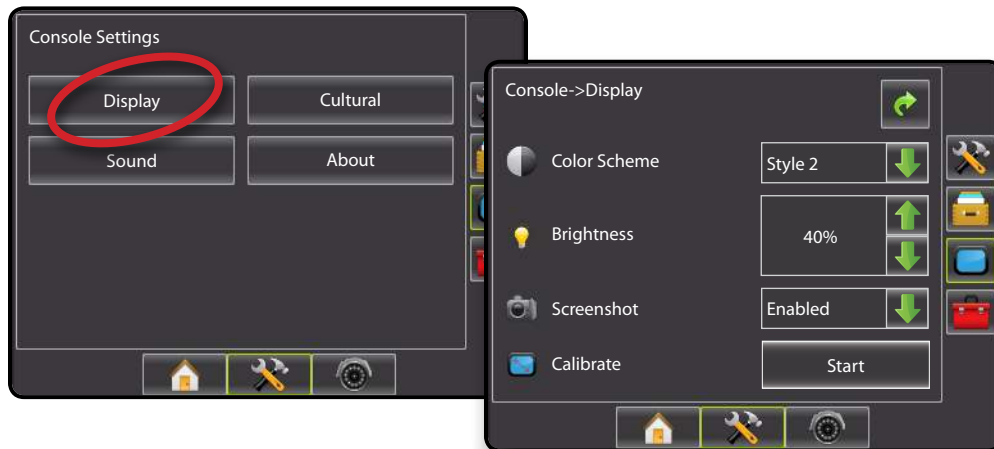 Console Settings
Display
Cultural
Sound
About
Console->Display
Color Scheme
Style 2
Brightness
40%
Screenshot
Enabled
Calibrate
Start